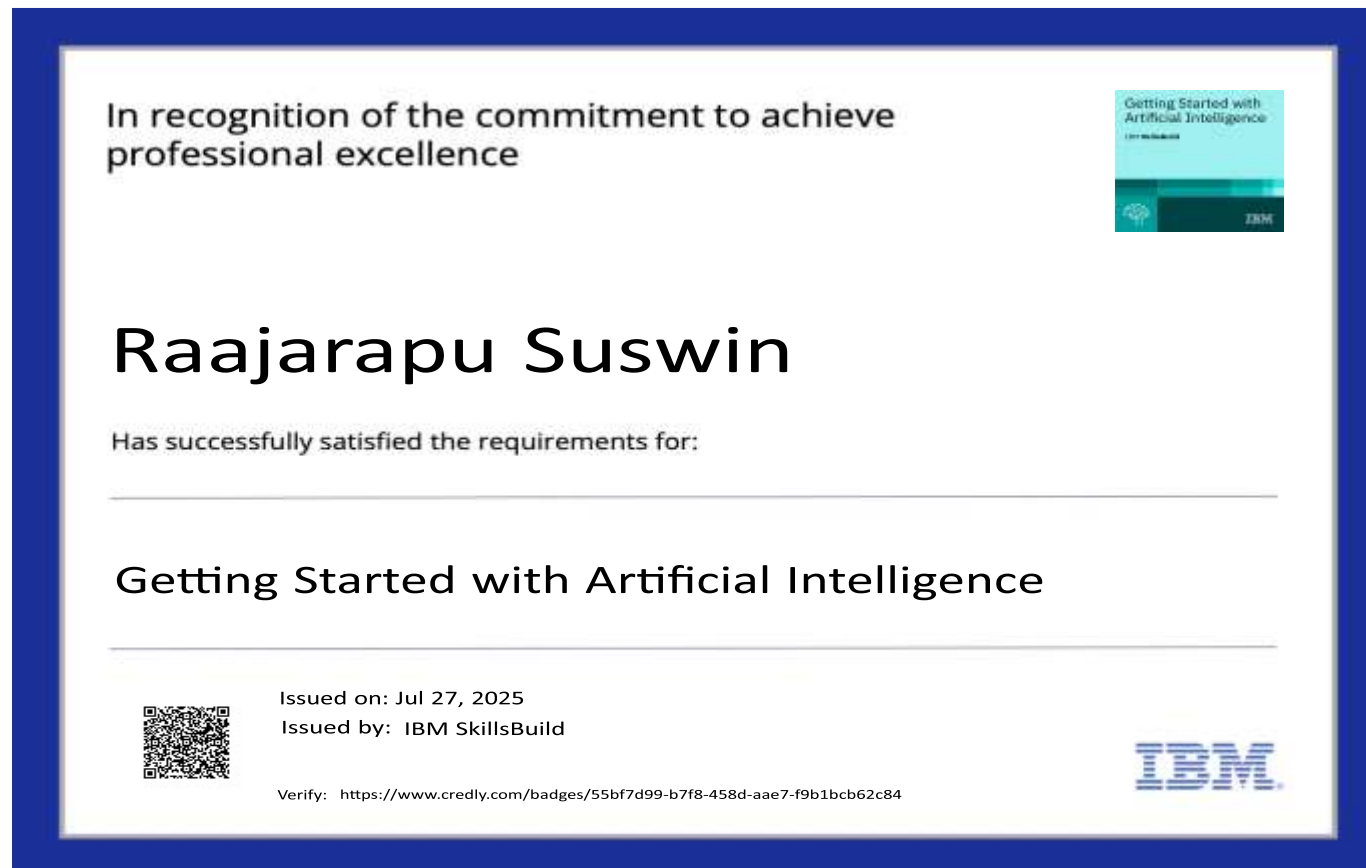 In recognition of the commitment to achieve
professional excellence
Getting Started with
Artificial Intelligence
IBM SkillsBuild
IBM
Raajarapu Suswin
Has successfully satisfied the requirements for:
Getting Started with Artificial Intelligence
Issued on: Jul 27, 2025
Issued by: IBM SkillsBuild
Verify: https://www.credly.com/badges/55bf7d99-b7f8-458d-aae7-f9b1bcb62c84
IBM